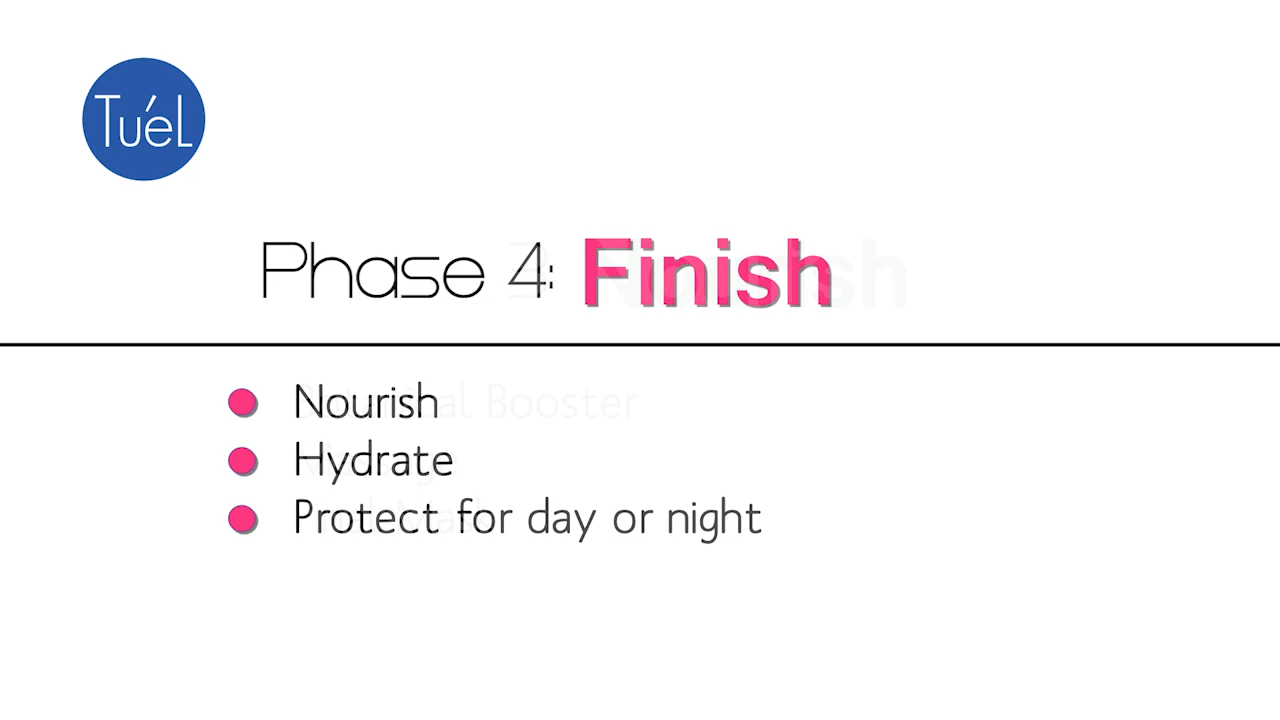 Tuél
Phase 4: Finish
Nourish
Hydrate
Protect for day or night